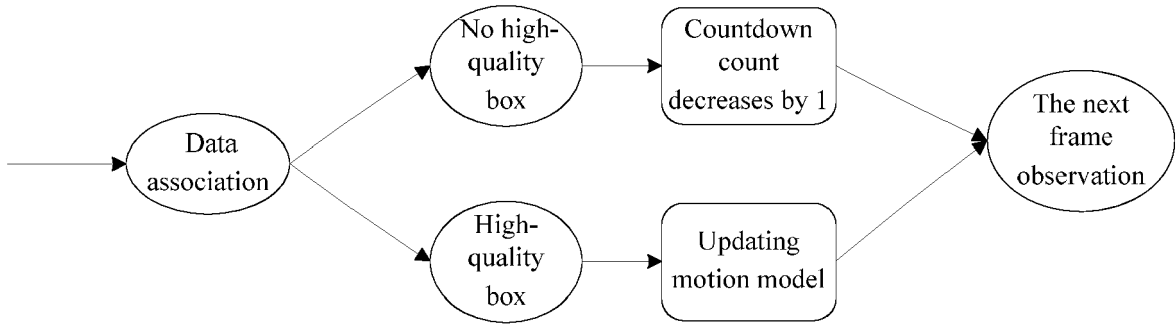 No high-
quality
box
Countdown
count
decreases by 1
Data
association
The next
frame
observation
High-
quality
box
Updating
motion model